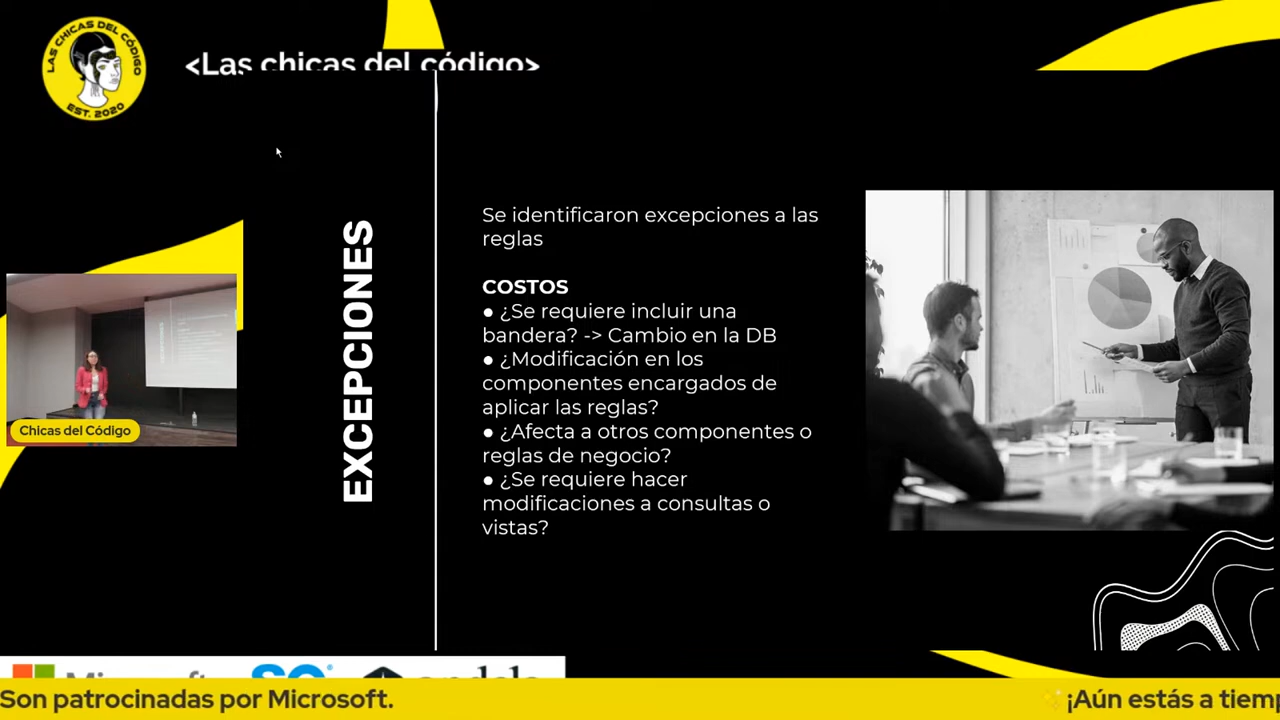 LAS CHICAS DEL CÓDIGO
EST. 2020
<Las chicas del código>
EXCEPCIONES
Se identificaron excepciones a las
reglas
COSTOS
● ¿Se requiere incluir una
bandera? -> Cambio en la DB
● ¿Modificación en los
componentes encargados de
aplicar las reglas?
● ¿Afecta a otros componentes o
reglas de negocio?
● ¿Se requiere hacer
modificaciones a consultas o
vistas?
Chicas del Código
Son patrocinadas por Microsoft.
¡Aún estás a tiemp